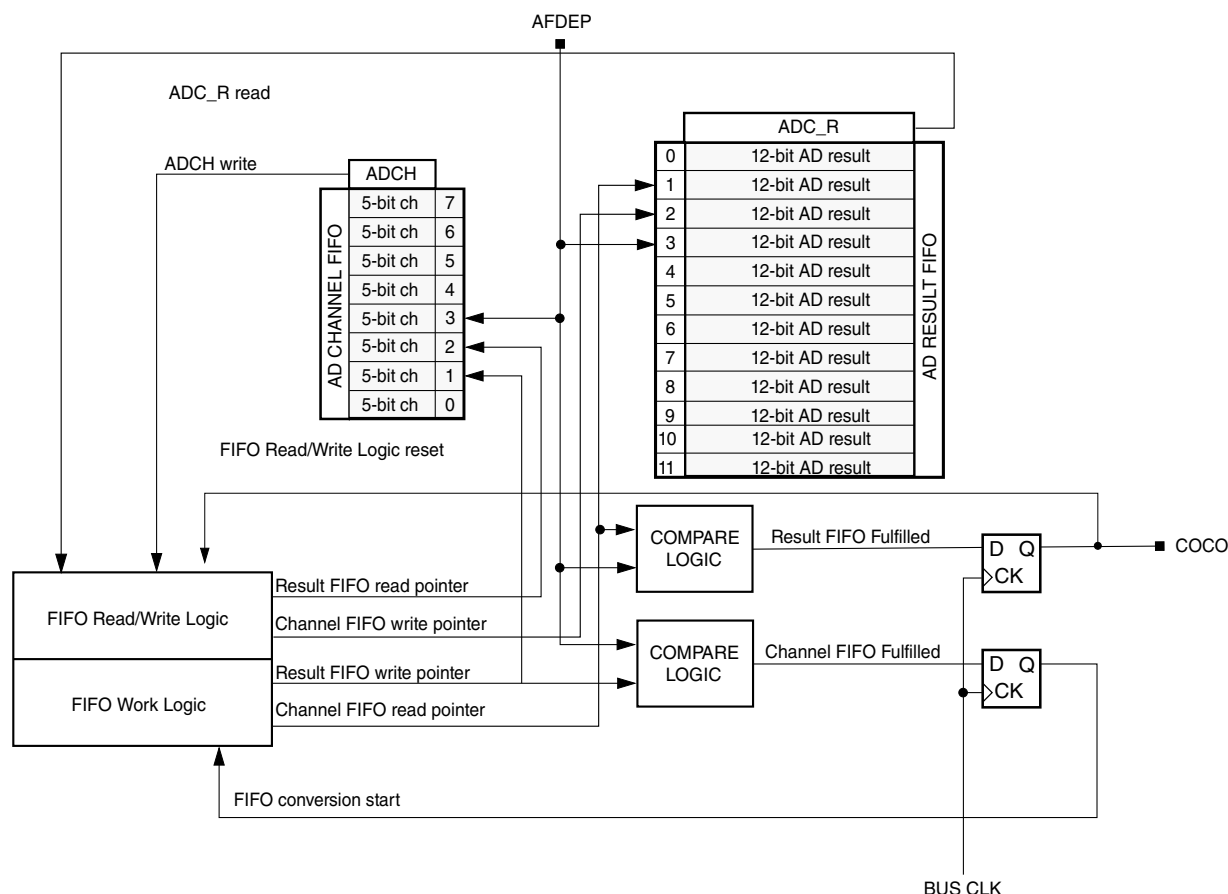 AFDEP
ADC_R read
ADCH write
ADCH
5-bit ch 7
5-bit ch 6
5-bit ch 5
5-bit ch 4
5-bit ch 3
5-bit ch 2
5-bit ch 1
5-bit ch 0
AD CHANNEL FIFO
ADC_R
0 12-bit AD result
1 12-bit AD result
2 12-bit AD result
3 12-bit AD result
4 12-bit AD result
5 12-bit AD result
6 12-bit AD result
7 12-bit AD result
8 12-bit AD result
9 12-bit AD result
10 12-bit AD result
11 12-bit AD result
AD RESULT FIFO
FIFO Read/Write Logic reset
COMPARE
LOGIC
Result FIFO Fulfilled
D Q
CK
COCO
FIFO Read/Write Logic
FIFO Work Logic
Result FIFO read pointer
Channel FIFO write pointer
Result FIFO write pointer
Channel FIFO read pointer
COMPARE
LOGIC
Channel FIFO Fulfilled
D Q
CK
FIFO conversion start
BUS CLK